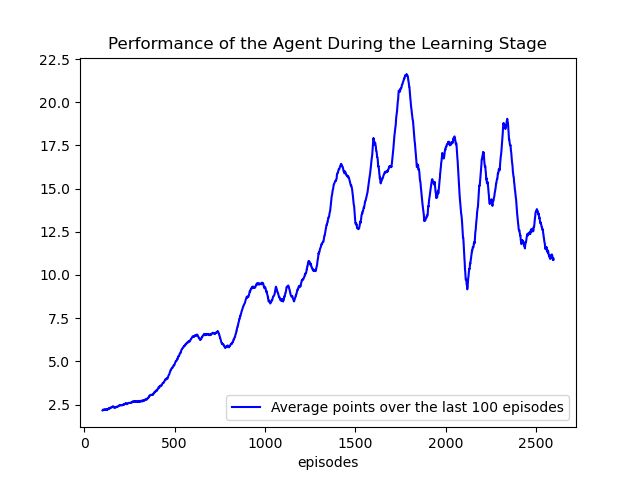 Performance of the Agent During the Learning Stage
22.5
20.0
17.5
15.0
12.5
10.0
7.5
5.0
2.5
Average points over the last 100 episodes
0 500 1000 1500 2000 2500
episodes